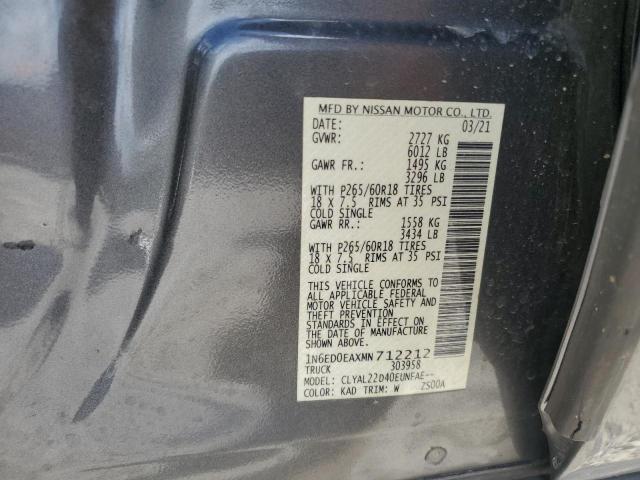 MFD BY NISSAN MOTOR CO., LTD.
DATE: 03/21
GVWR: 2727 KG
6012 LB
GAWR FR.: 1495 KG
3296 LB
WITH P265/60R18 TIRES
18 X 7.5 RIMS AT 35 PSI
COLD SINGLE
GAWR RR.: 1558 KG
3434 LB
WITH P265/60R18 TIRES
18 X 7.5 RIMS AT 35 PSI
COLD SINGLE
THIS VEHICLE CONFORMS TO
ALL APPLICABLE FEDERAL
MOTOR VEHICLE SAFETY AND
THEFT PREVENTION
STANDARDS IN EFFECT ON
THE DATE OF MANUFACTURE
SHOWN ABOVE.
1N6ED0EAXMN712212
TRUCK 303958
MODEL: CLYAL22D40EUNFAE--
COLOR: KAD TRIM: W ZS00A